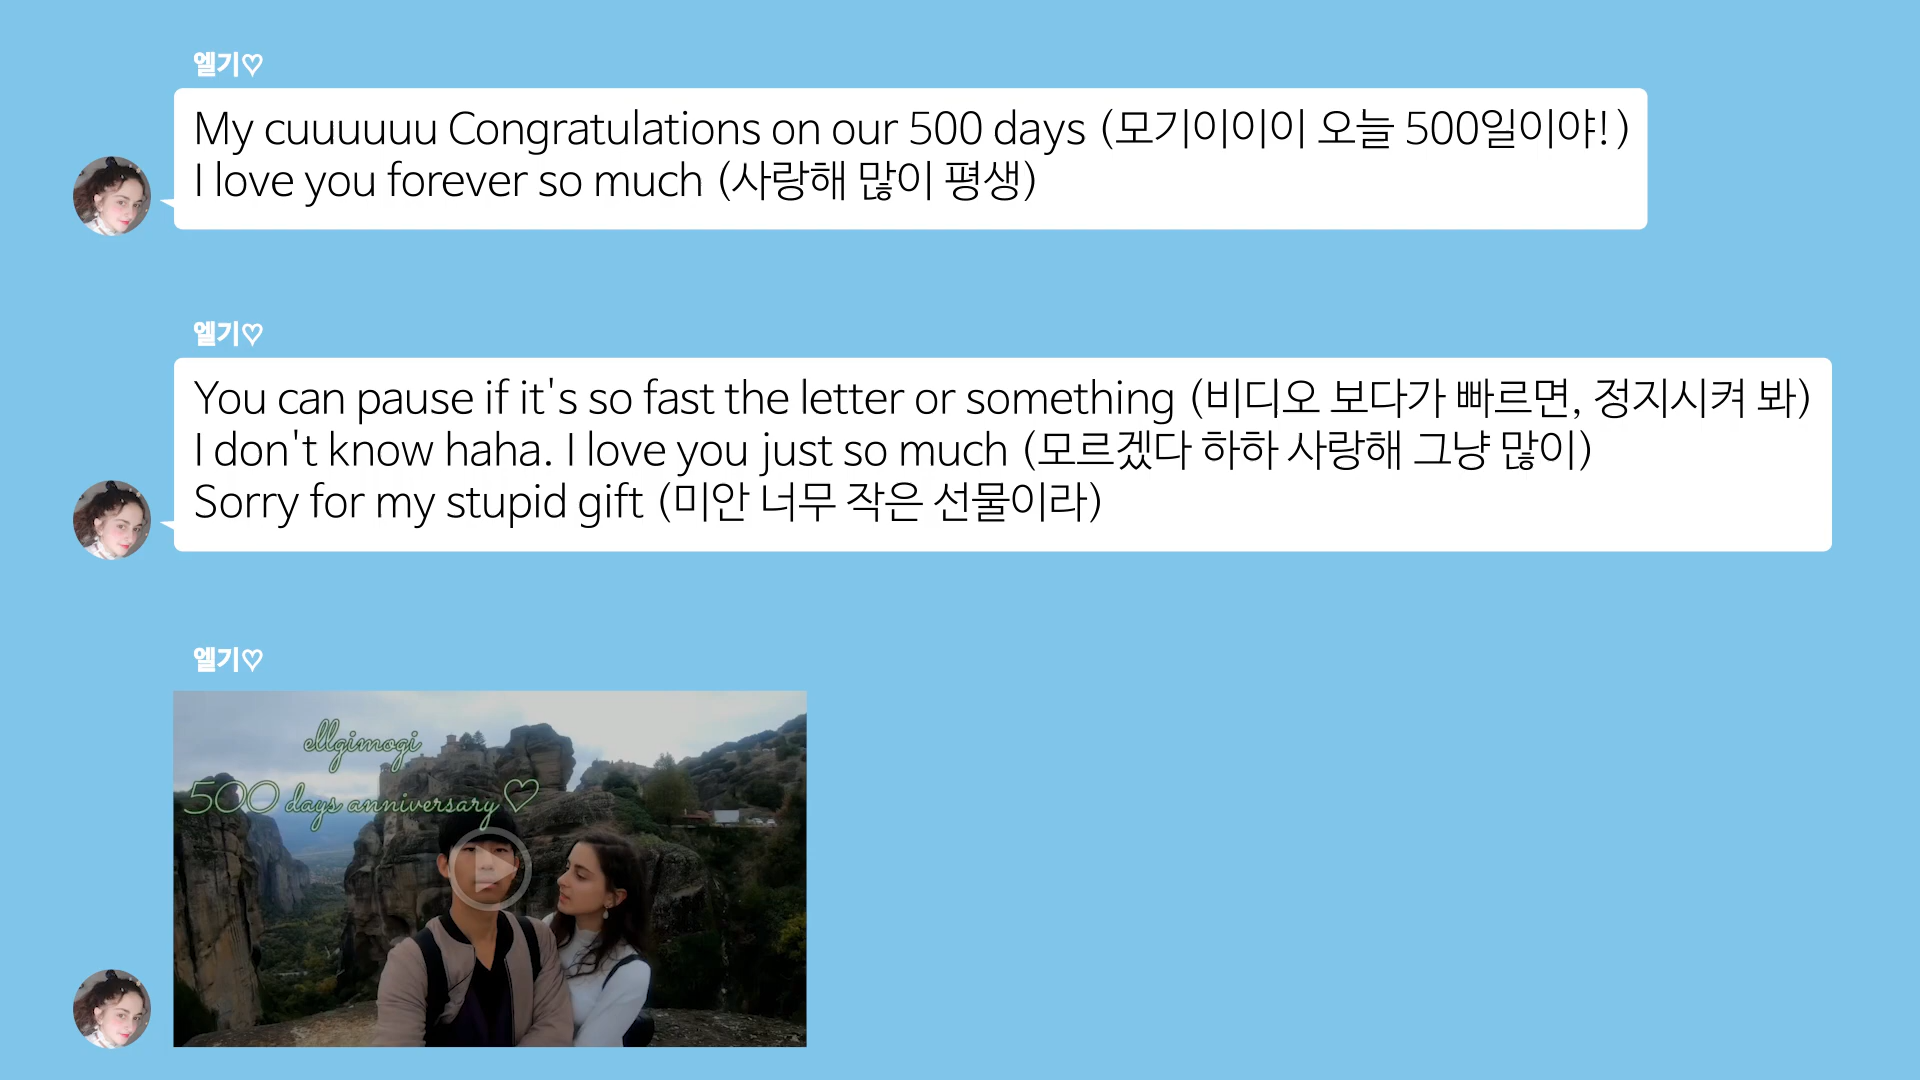 엘기♡
My cuuuuuu Congratulations on our 500 days (모기이이이 오늘 500일이야!)
I love you forever so much (사랑해 많이 평생)
엘기♡
You can pause if it's so fast the letter or something (비디오 보다가 빠르면, 정지시켜 봐)
I don't know haha. I love you just so much (모르겠다 하하 사랑해 그냥 많이)
Sorry for my stupid gift (미안 너무 작은 선물이라)
엘기♡
ellgimogi
500 days anniversary♡